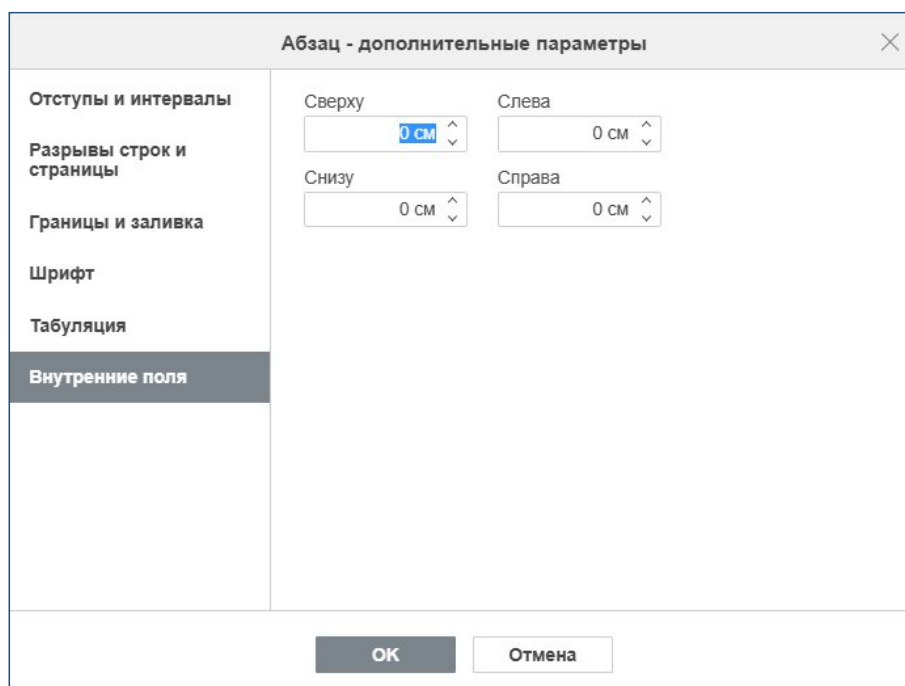 Абзац - дополнительные параметры
Отступы и интервалы
Разрывы строк и
страницы
Границы и заливка
Шрифт
Табуляция
Внутренние поля
Сверху
Слева
0 см
0 см
Снизу
Справа
0 см
0 см
OK
Отмена